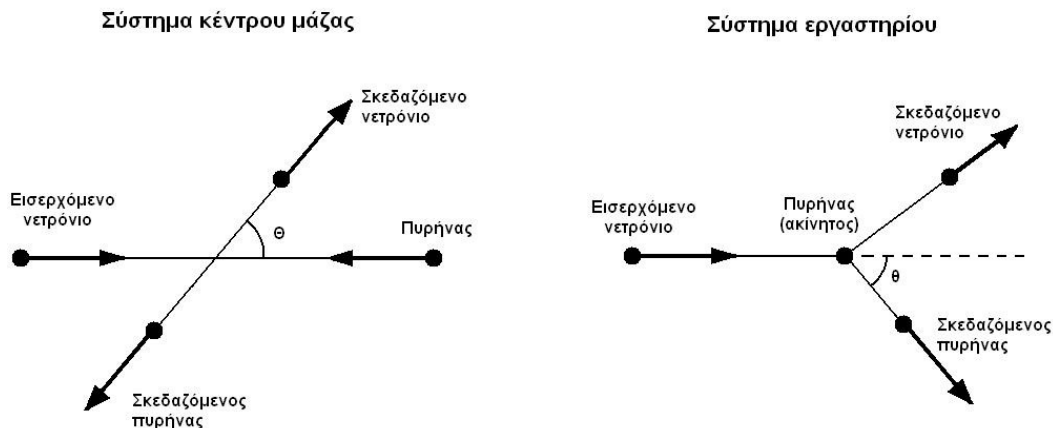 Σύστημα κέντρου μάζας
Σκεδαζόμενο
νετρόνιο
Εισερχόμενο
νετρόνιο
Θ
Πυρήνας
Σκεδαζόμενος
πυρήνας
Σύστημα εργαστηρίου
Σκεδαζόμενο
νετρόνιο
Εισερχόμενο
νετρόνιο
Πυρήνας
(ακίνητος)
θ
Σκεδαζόμενος
πυρήνας